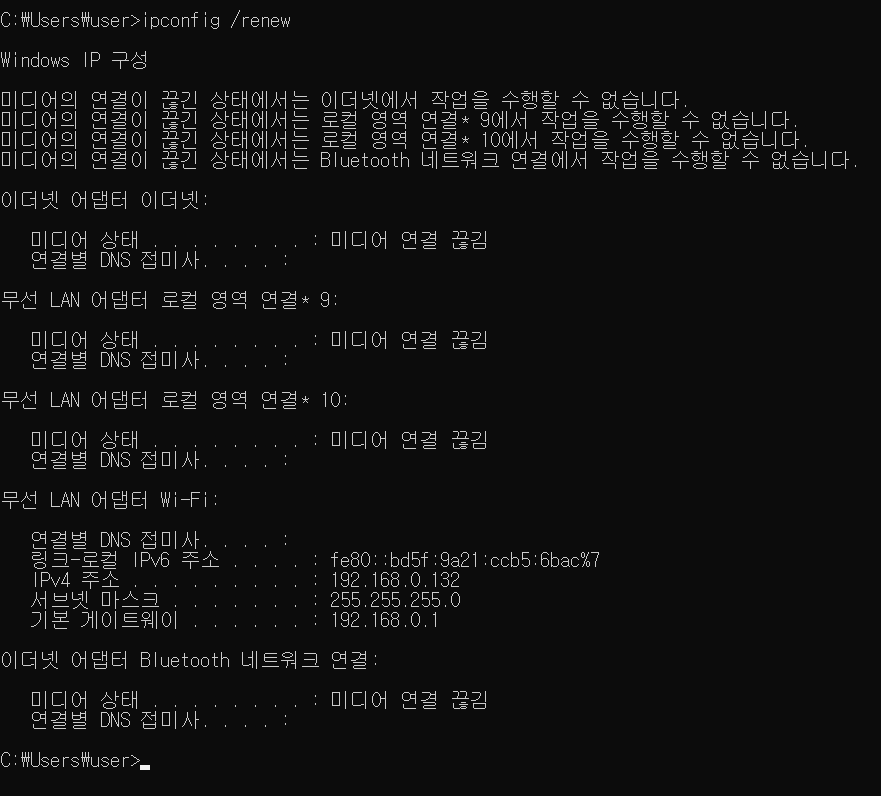 C:₩Users₩user>ipconfig /renew
Windows IP 구성
미디어의 연결이 끊긴 상태에서는 이더넷에서 작업을 수행할 수 없습니다.
미디어의 연결이 끊긴 상태에서는 로컬 영역 연결* 9에서 작업을 수행할 수 없습니다.
미디어의 연결이 끊긴 상태에서는 로컬 영역 연결* 10에서 작업을 수행할 수 없습니다.
미디어의 연결이 끊긴 상태에서는 Bluetooth 네트워크 연결에서 작업을 수행할 수 없습니다.
이더넷 어댑터 이더넷:
미디어 상태 . . . . . . . . : 미디어 연결 끊김
연결별 DNS 접미사. . . . :
무선 LAN 어댑터 로컬 영역 연결* 9:
미디어 상태 . . . . . . . . : 미디어 연결 끊김
연결별 DNS 접미사. . . . :
무선 LAN 어댑터 로컬 영역 연결* 10:
미디어 상태 . . . . . . . . : 미디어 연결 끊김
연결별 DNS 접미사. . . . :
무선 LAN 어댑터 Wi-Fi:
연결별 DNS 접미사. . . . :
링크-로컬 IPv6 주소 . . . . : fe80::bd5f:9a21:ccb5:6bac%7
IPv4 주소 . . . . . . . . . : 192.168.0.132
서브넷 마스크 . . . . . . . : 255.255.255.0
기본 게이트웨이 . . . . . . : 192.168.0.1
이더넷 어댑터 Bluetooth 네트워크 연결:
미디어 상태 . . . . . . . . : 미디어 연결 끊김
연결별 DNS 접미사. . . . :
C:₩Users₩user>